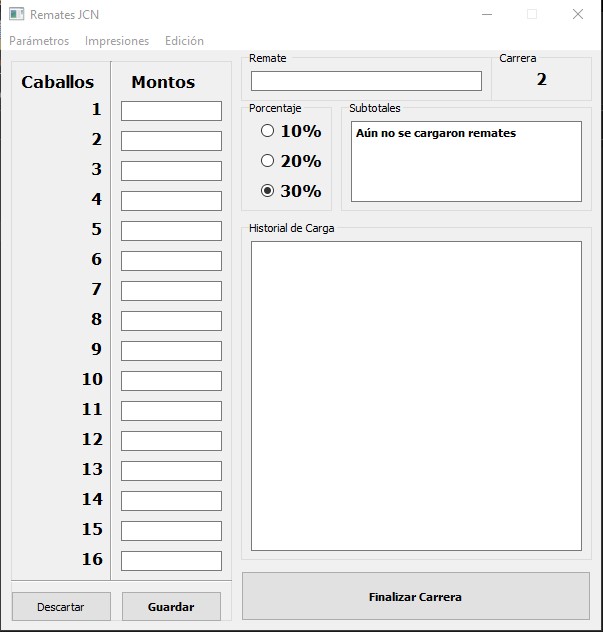 Remates JCN
Parámetros Impresiones Edición
Caballos Montos
1
2
3
4
5
6
7
8
9
10
11
12
13
14
15
16
Descartar Guardar
Remate
Carrera
2
Porcentaje
10%
20%
30%
Subtotales
Aún no se cargaron remates
Historial de Carga
Finalizar Carrera